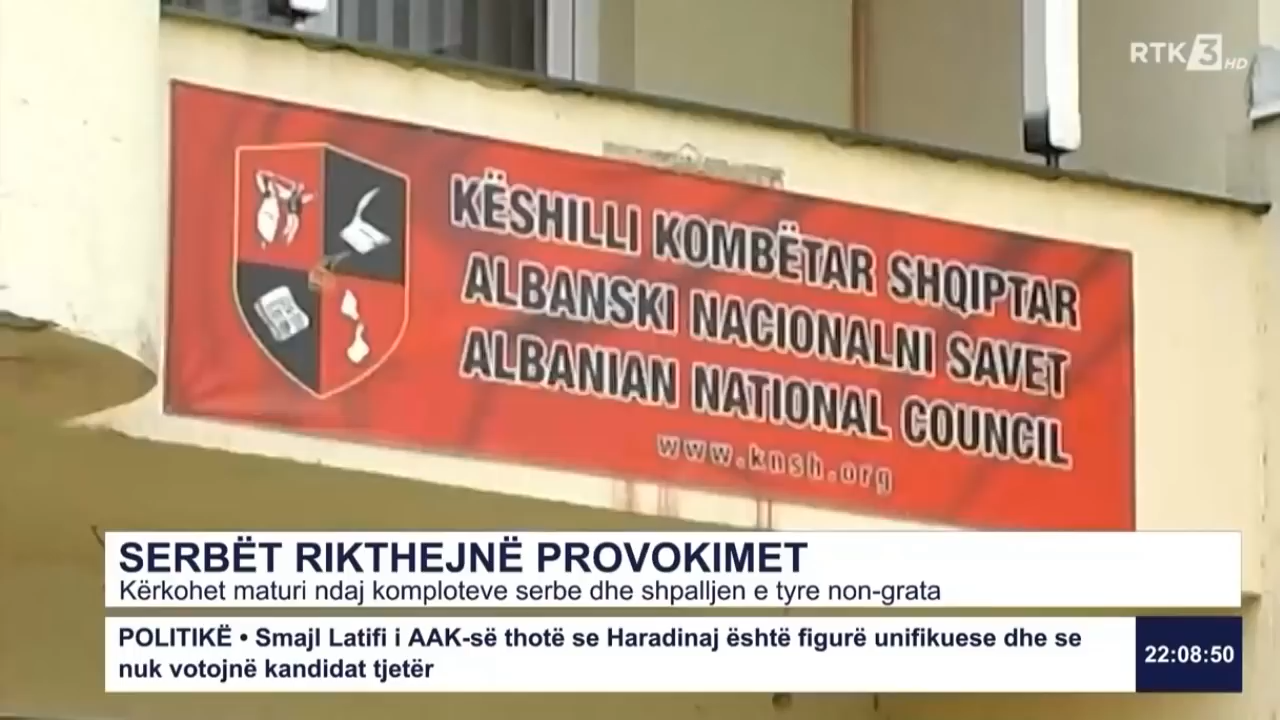 RTK 3 HD
KËSHILLI KOMBËTAR SHQIPTAR
ALBANSKI NACIONALNI SAVET
ALBANIAN NATIONAL COUNCIL
www.knsh.org
SERBËT RIKTHEJNË PROVOKIMET
Kërkohet maturi ndaj komploteve serbe dhe shpalljen e tyre non-grata
POLITIKË • Smajl Latifi i AAK-së thotë se Haradinaj është figurë unifikuese dhe se
nuk votojnë kandidat tjetër
22:08:50